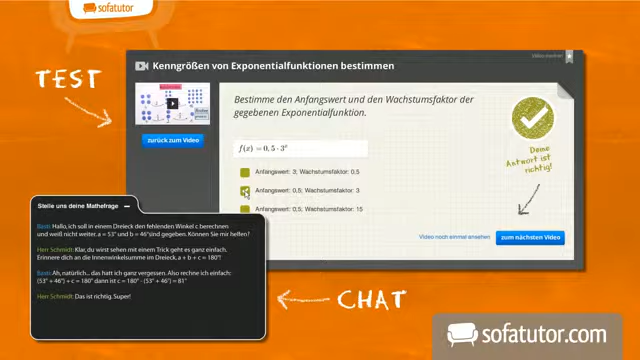 sofatutor
Video merken
Kenngrößen von Exponentialfunktionen bestimmen
TEST
Bestimme den Anfangswert und den Wachstumsfaktor der
gegebenen Exponentialfunktion.
zurück zum Video
f(x) = 0,5 · 3ˣ
Deine
Antwort ist
richtig!
Anfangswert: 3; Wachstumsfaktor: 0,5
Anfangswert: 0,5; Wachstumsfaktor: 3
Anfangswert: 0,5; Wachstumsfaktor: 15
Video noch einmal ansehen
zum nächsten Video
Stelle uns deine Mathefrage
Basti: Hallo, ich soll in einem Dreieck den fehlenden Winkel c berechnen
und weiß nicht weiter. a = 53° und b = 46° sind gegeben. Können Sie mir helfen?
Herr Schmidt: Klar, du wirst sehen mit einem Trick geht es ganz einfach.
Erinnere dich an die Innenwinkelsumme im Dreieck, a + b + c = 180°!
Basti: Ah, natürlich... das hatt ich ganz vergessen. Also rechne ich einfach:
(53° + 46°) + c = 180° dann ist c = 180° - (53° + 46°) = 81°
Herr Schmidt: Das ist richtig. Super!
CHAT
sofatutor.com